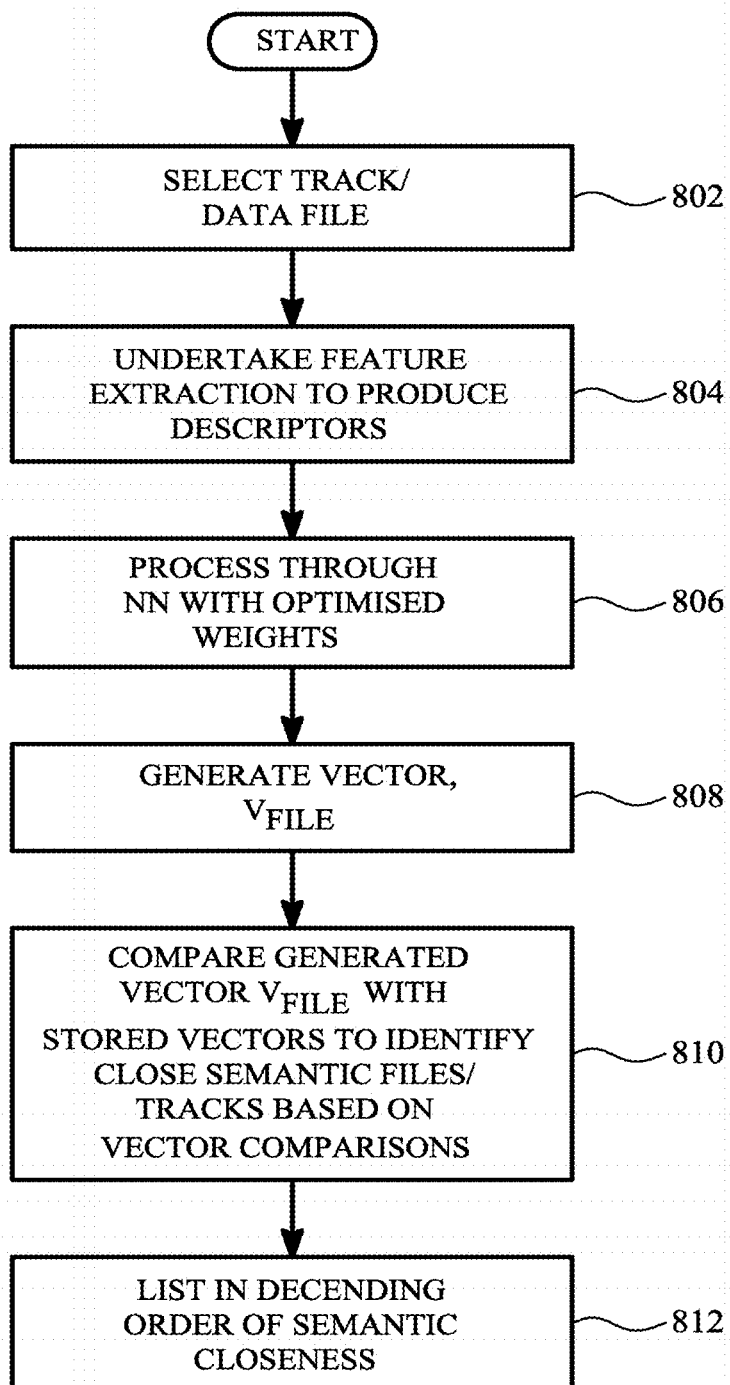 START
SELECT TRACK/
DATA FILE
802
UNDERTAKE FEATURE
EXTRACTION TO PRODUCE
DESCRIPTORS
804
PROCESS THROUGH
NN WITH OPTIMISED
WEIGHTS
806
GENERATE VECTOR,
VFILE
808
COMPARE GENERATED
VECTOR VFILE WITH
STORED VECTORS TO IDENTIFY
CLOSE SEMANTIC FILES/
TRACKS BASED ON
VECTOR COMPARISONS
810
LIST IN DECENDING
ORDER OF SEMANTIC
CLOSENESS
812